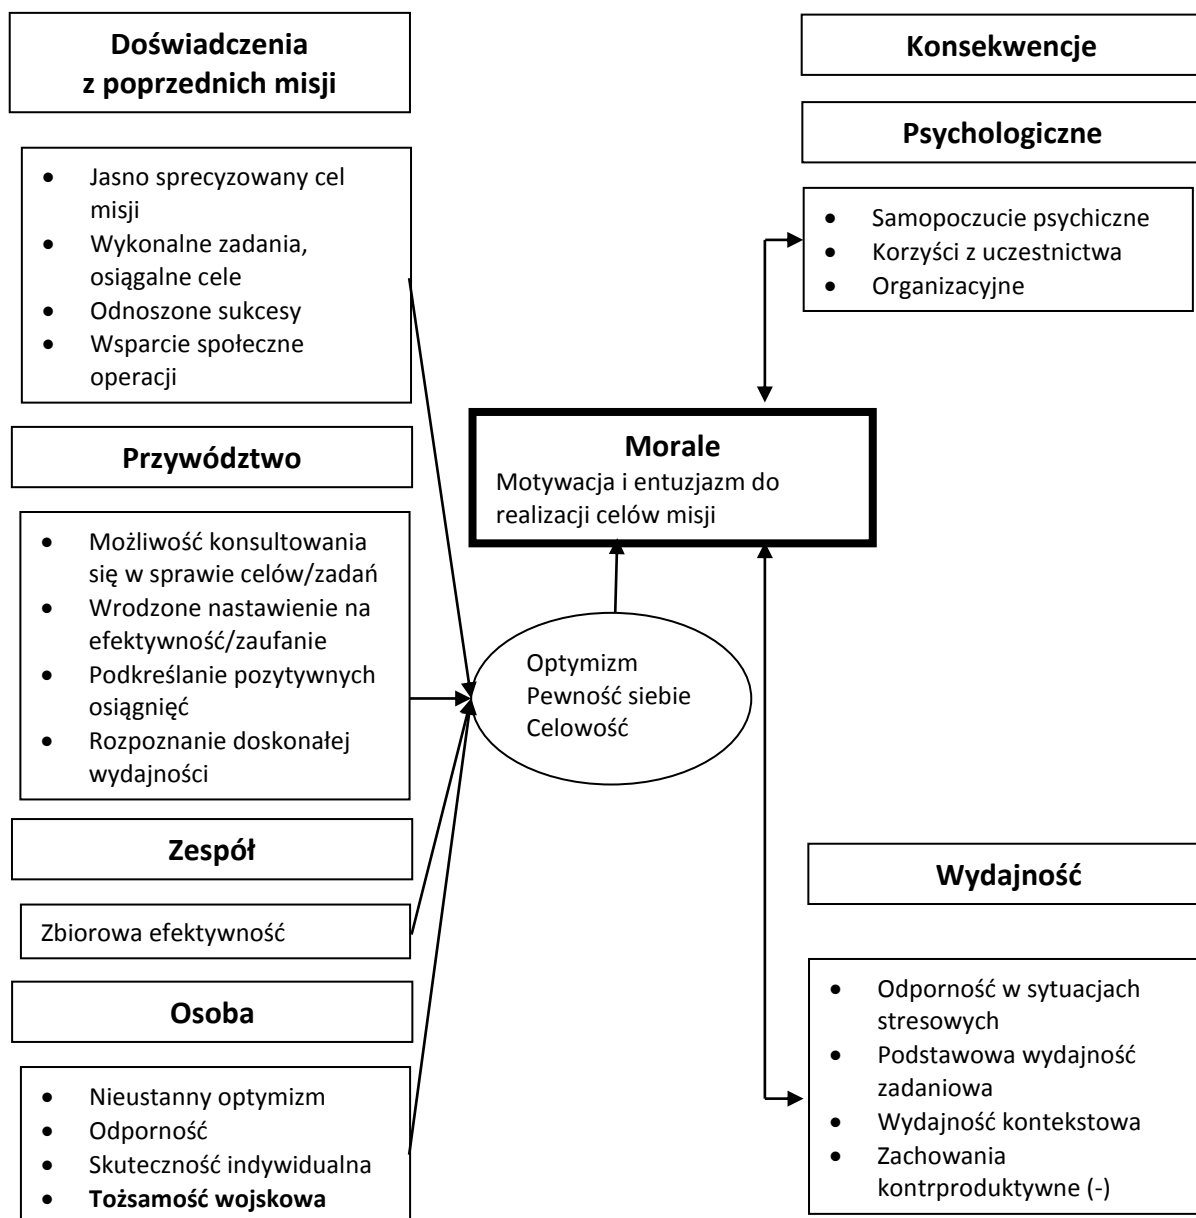 Doświadczenia
z poprzednich misji
• Jasno sprecyzowany cel
misji
• Wykonalne zadania,
osiągalne cele
• Odnoszone sukcesy
• Wsparcie społeczne
operacji
Przywództwo
• Możliwość konsultowania
się w sprawie celów/zadań
• Wrodzone nastawienie na
efektywność/zaufanie
• Podkreślanie pozytywnych
osiągnięć
• Rozpoznanie doskonałej
wydajności
Zespół
Zbiorowa efektywność
Osoba
• Nieustanny optymizm
• Odporność
• Skuteczność indywidualna
• Tożsamość wojskowa
Optymizm
Pewność siebie
Celowość
Morale
Motywacja i entuzjazm do
realizacji celów misji
Konsekwencje
Psychologiczne
• Samopoczucie psychiczne
• Korzyści z uczestnictwa
• Organizacyjne
Wydajność
• Odporność w sytuacjach
stresowych
• Podstawowa wydajność
zadaniowa
• Wydajność kontekstowa
• Zachowania
kontrproduktywne (-)